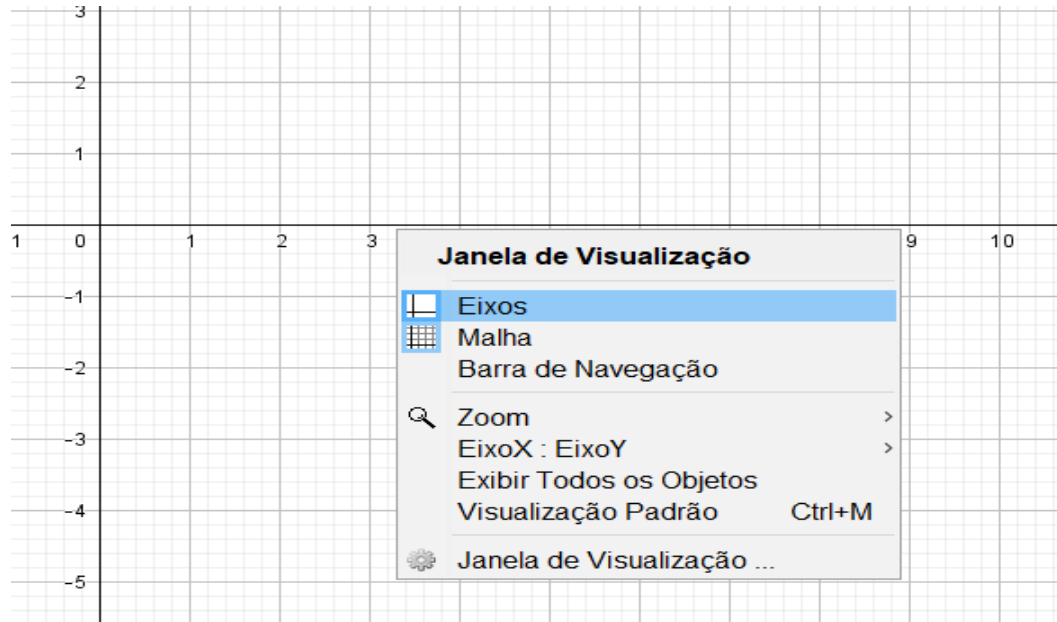 3
2
1
1 0 1 2 3 9 10
Janela de Visualização
-1
Eixos
Malha
-2
Barra de Navegação
Zoom >
-3
EixoX : EixoY >
Exibir Todos os Objetos
-4
Visualização Padrão Ctrl+M
Janela de Visualização ...
-5